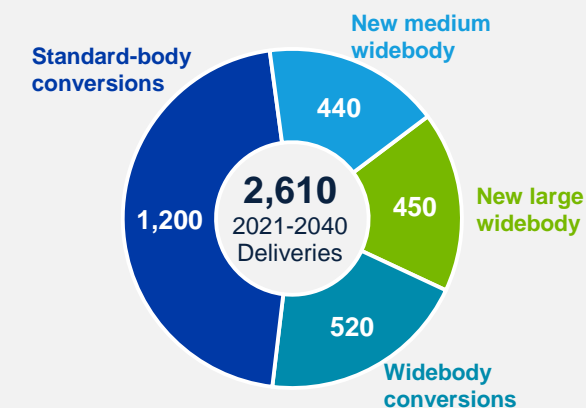 New medium
widebody
Standard-body
conversions
440
2,610
2021-2040
Deliveries
1,200
450
New large
widebody
520
Widebody
conversions